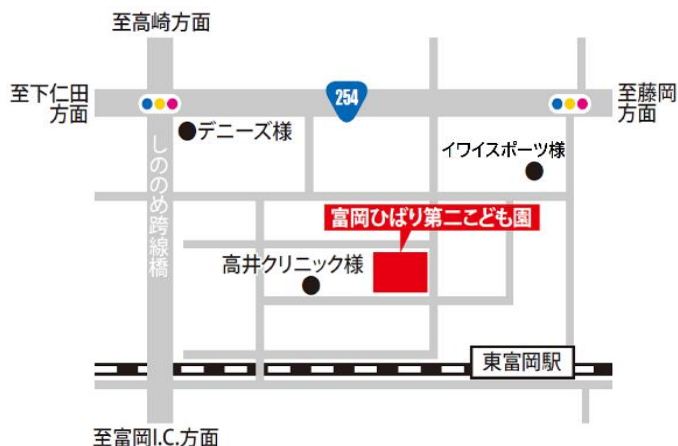 至高崎方面
至下仁田
方面
254
至藤岡
方面
デニーズ様
イワイスポーツ様
しののめ跨線橋
富岡ひばり第二こども園
高井クリニック様
東富岡駅
至富岡I.C.方面